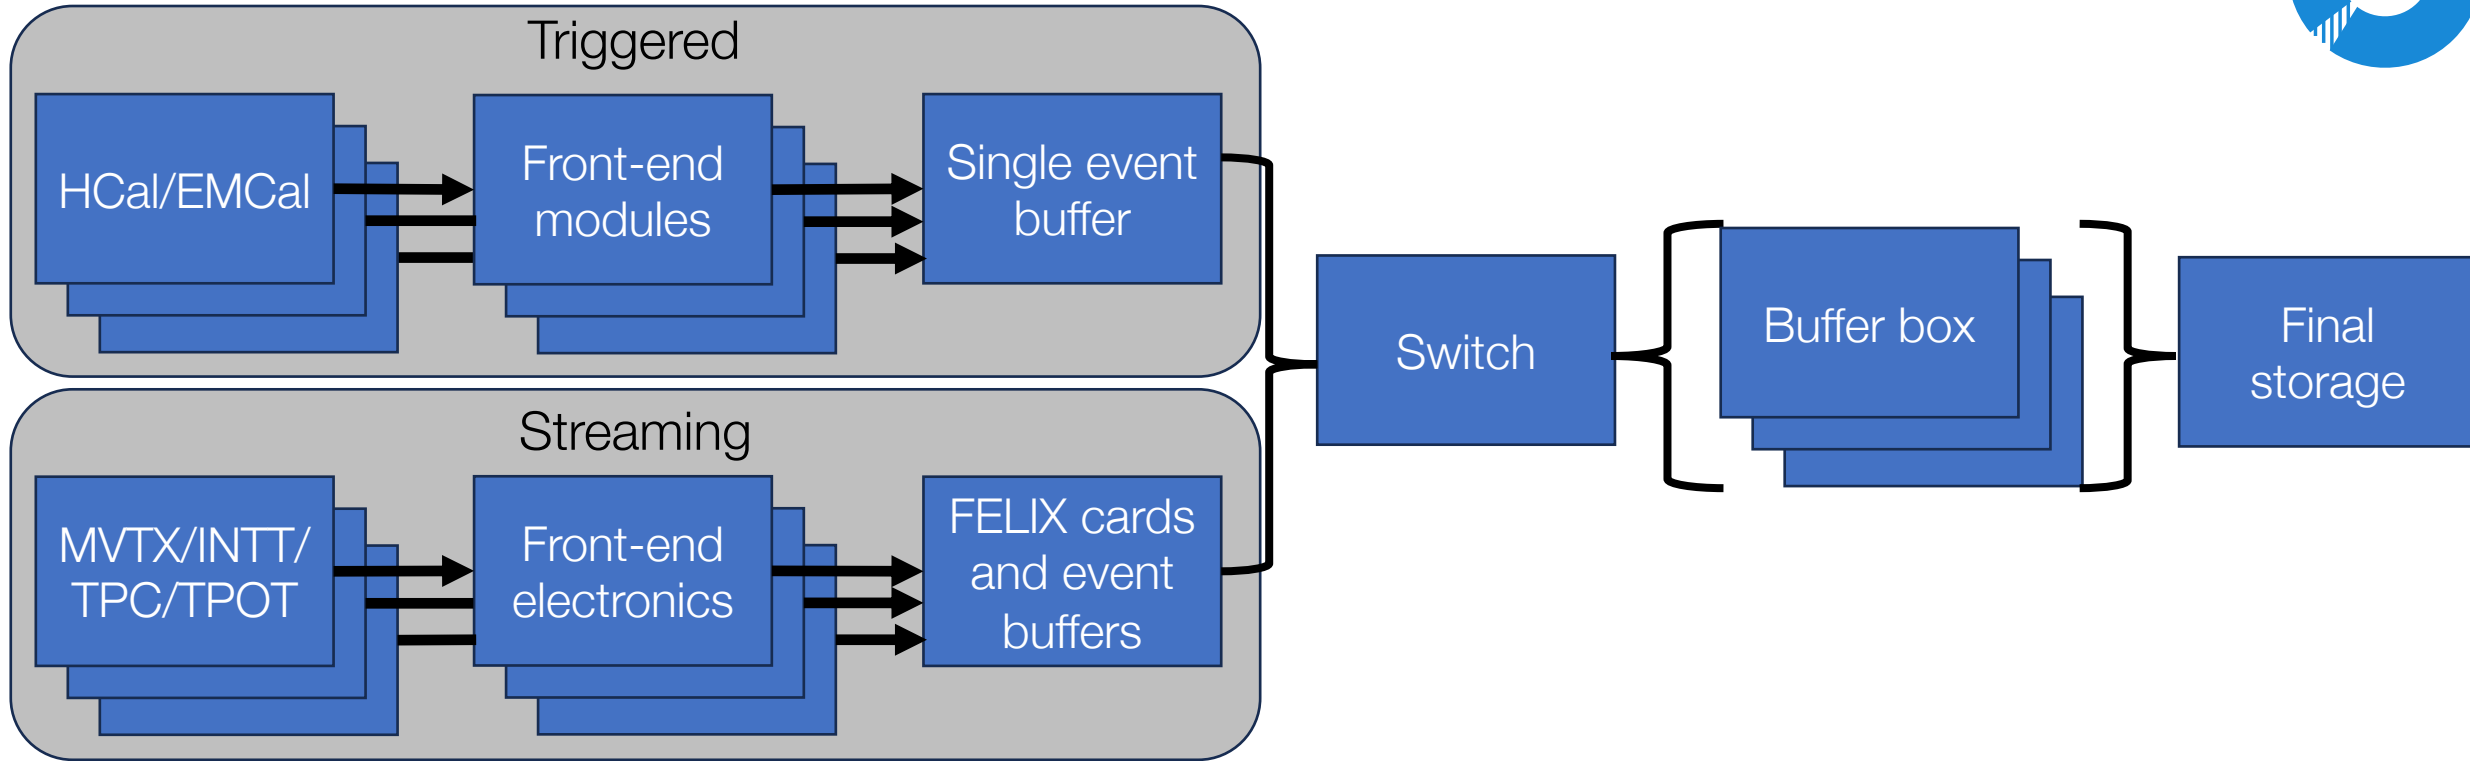 Triggered
HCal/EMCal
Front-end
modules
Single event
buffer
Streaming
MVTX/INTT/
TPC/TPOT
Front-end
electronics
FELIX cards
and event
buffers
Switch
Buffer box
Final
storage